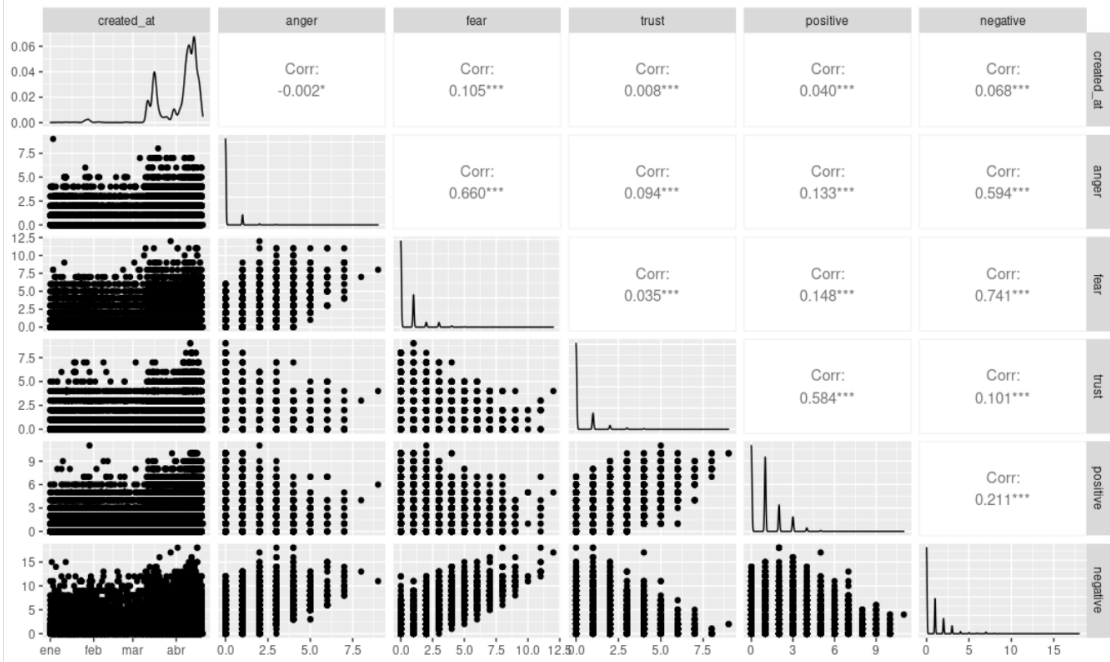 created_at anger fear trust positive negative
0.06
0.04
0.02
0.00
Corr:
-0.002*
Corr:
0.105***
Corr:
0.008***
Corr:
0.040***
Corr:
0.068***
created_at
7.5
5.0
2.5
0.0
Corr:
0.660***
Corr:
0.094***
Corr:
0.133***
Corr:
0.594***
anger
12.5
10.0
7.5
5.0
2.5
0.0
Corr:
0.035***
Corr:
0.148***
Corr:
0.741***
fear
7.5
5.0
2.5
0.0
Corr:
0.584***
Corr:
0.101***
trust
9
6
3
0
Corr:
0.211***
positive
15
10
5
0
negative
ene feb mar abr 0.0 2.5 5.0 7.5 0.0 2.5 5.0 7.5 10.0 12.5 0.0 2.5 5.0 7.5 0 3 6 9 0 5 10 15